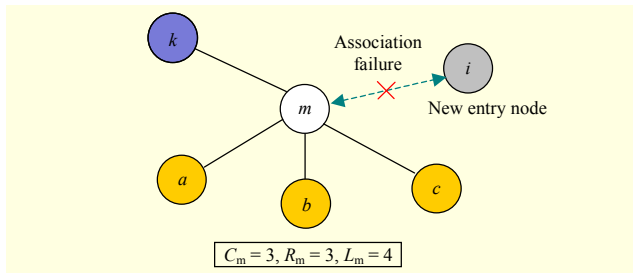 k
Association
failure
i
m
New entry node
a
b
c
Cm = 3, Rm = 3, Lm = 4